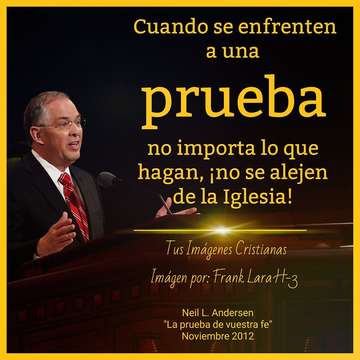 Cuando se enfrenten
a una
prueba
no importa lo que
hagan, ¡no se alejen
de la Iglesia!
Tus Imágenes Cristianas
Imágen por: Frank Lara H-3
Neil L. Andersen
"La prueba de vuestra fe"
Noviembre 2012